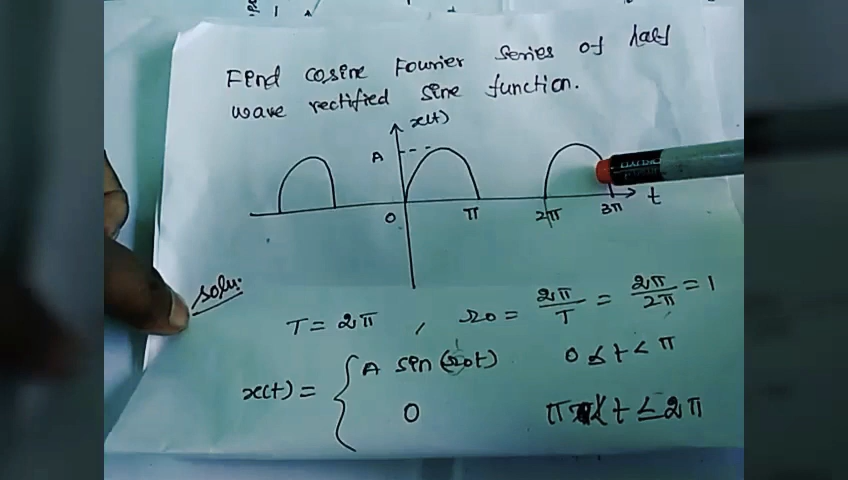 Find cosine Fourier series of half
wave rectified sine function.
x(t)
A
0 π 2π 3π t
Solu:
T = 2π , Ω0 = 2π/T = 2π/2π = 1
x(t) = { A sin(Ω0t) 0 ≤ t < π
0 π < t ≤ 2π